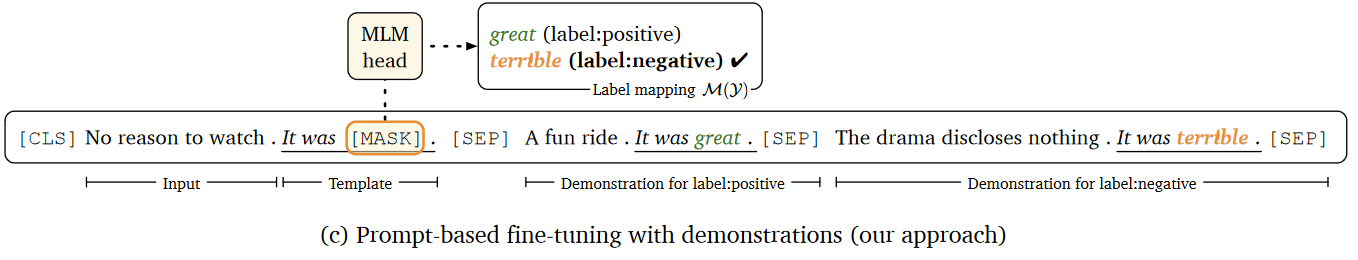 MLM
head
great (label:positive)
terrible (label:negative) ✔
Label mapping M(Y)
[CLS] No reason to watch . It was [MASK] . [SEP] A fun ride . It was great . [SEP] The drama discloses nothing . It was terrible . [SEP]
Input Template Demonstration for label:positive Demonstration for label:negative
(c) Prompt-based fine-tuning with demonstrations (our approach)